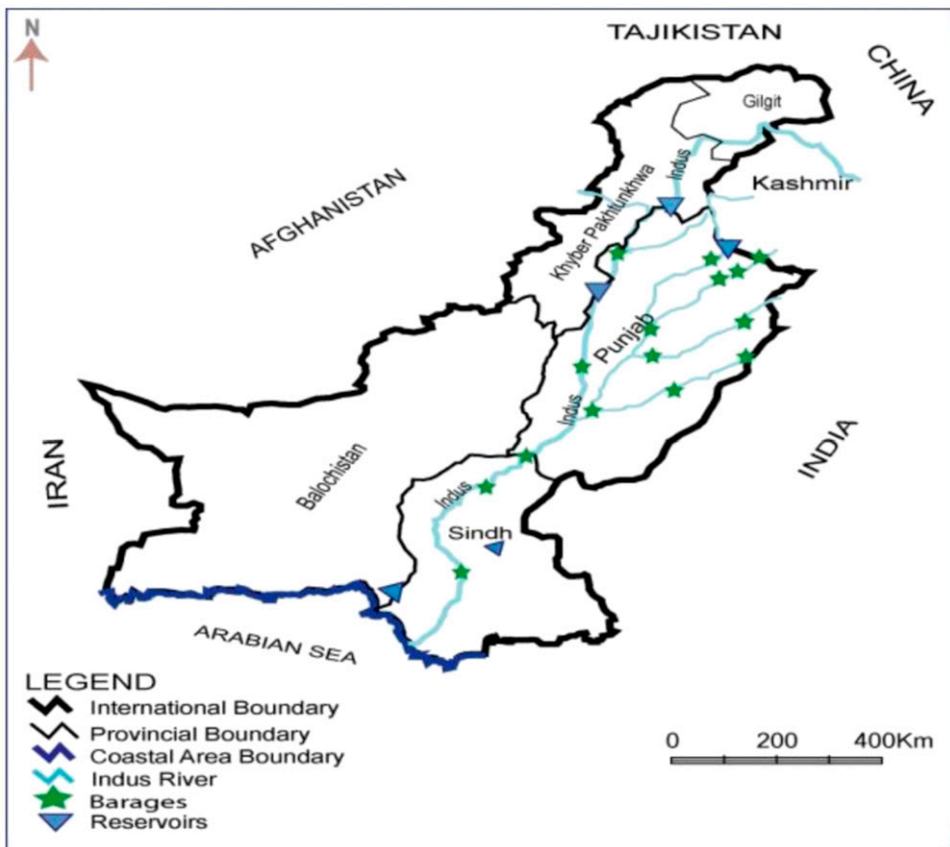 N
TAJIKISTAN
CHINA
Gilgit
Indus
Kashmir
Khyber Pakhtunkhwa
AFGHANISTAN
Punjab
Indus
INDIA
IRAN
Balochistan
Indus
Sindh
ARABIAN SEA
LEGEND
International Boundary
Provincial Boundary
Coastal Area Boundary
Indus River
Barages
Reservoirs
0 200 400Km